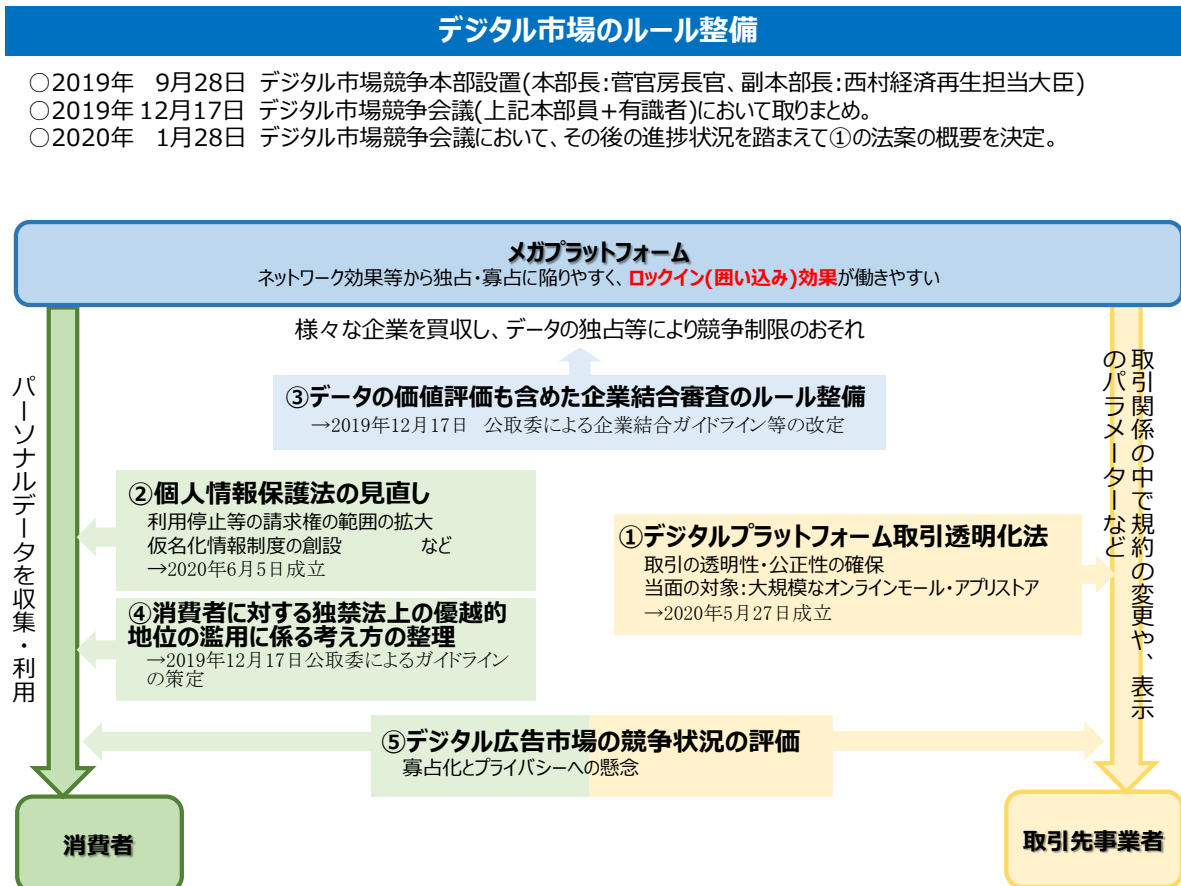 デジタル市場のルール整備
○2019年 9月28日 デジタル市場競争本部設置(本部長:菅官房長官、副本部長:西村経済再生担当大臣)
○2019年12月17日 デジタル市場競争会議(上記本部員+有識者)において取りまとめ。
○2020年 1月28日 デジタル市場競争会議において、その後の進捗状況を踏まえて①の法案の概要を決定。
メガプラットフォーム
ネットワーク効果等から独占・寡占に陥りやすく、ロックイン(囲い込み)効果が働きやすい
様々な企業を買収し、データの独占等により競争制限のおそれ
③データの価値評価も含めた企業結合審査のルール整備
→2019年12月17日 公取委による企業結合ガイドライン等の改定
パーソナルデータを収集・利用
②個人情報保護法の見直し
利用停止等の請求権の範囲の拡大
仮名化情報制度の創設 など
→2020年6月5日成立
④消費者に対する独禁法上の優越的
地位の濫用に係る考え方の整理
→2019年12月17日公取委によるガイドライン
の策定
①デジタルプラットフォーム取引透明化法
取引の透明性・公正性の確保
当面の対象:大規模なオンラインモール・アプリストア
→2020年5月27日成立
取引関係の中で規約の変更や、表示
のパラメーターなど
⑤デジタル広告市場の競争状況の評価
寡占化とプライバシーへの懸念
消費者
取引先事業者